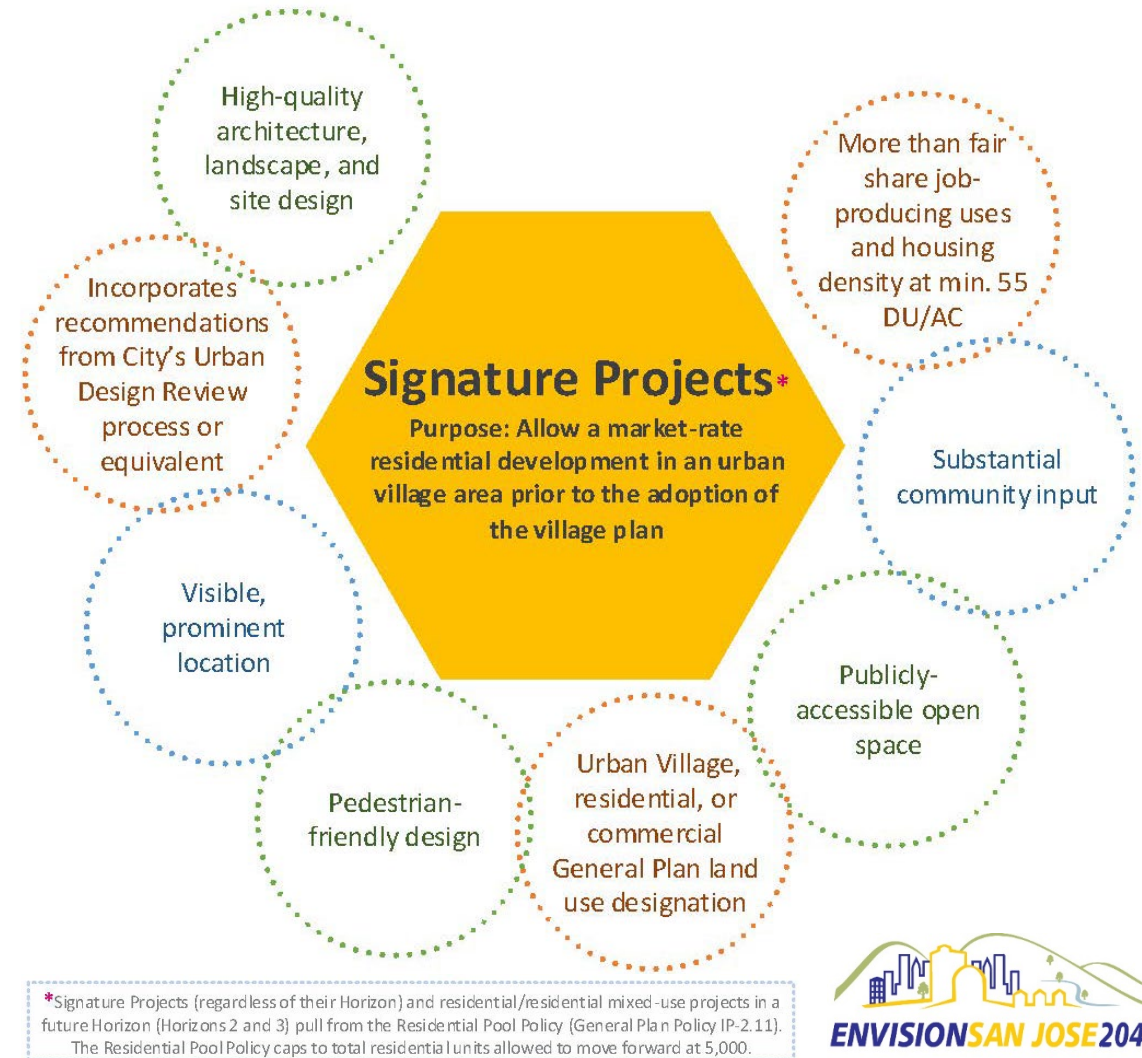 High-quality
architecture,
landscape, and
site design
More than fair
share job-
producing uses
and housing
density at min. 55
DU/AC
Incorporates
recommendations
from City's Urban
Design Review
process or
equivalent
Signature Projects*
Purpose: Allow a market-rate
residential development in an urban
village area prior to the adoption of
the village plan
Substantial
community input
Visible,
prominent
location
Publicly-
accessible open
space
Pedestrian-
friendly design
Urban Village,
residential, or
commercial
General Plan land
use designation
*Signature Projects (regardless of their Horizon) and residential/residential mixed-use projects in a
future Horizon (Horizons 2 and 3) pull from the Residential Pool Policy (General Plan Policy IP-2.11).
The Residential Pool Policy caps to total residential units allowed to move forward at 5,000.
ENVISION SAN JOSE 204